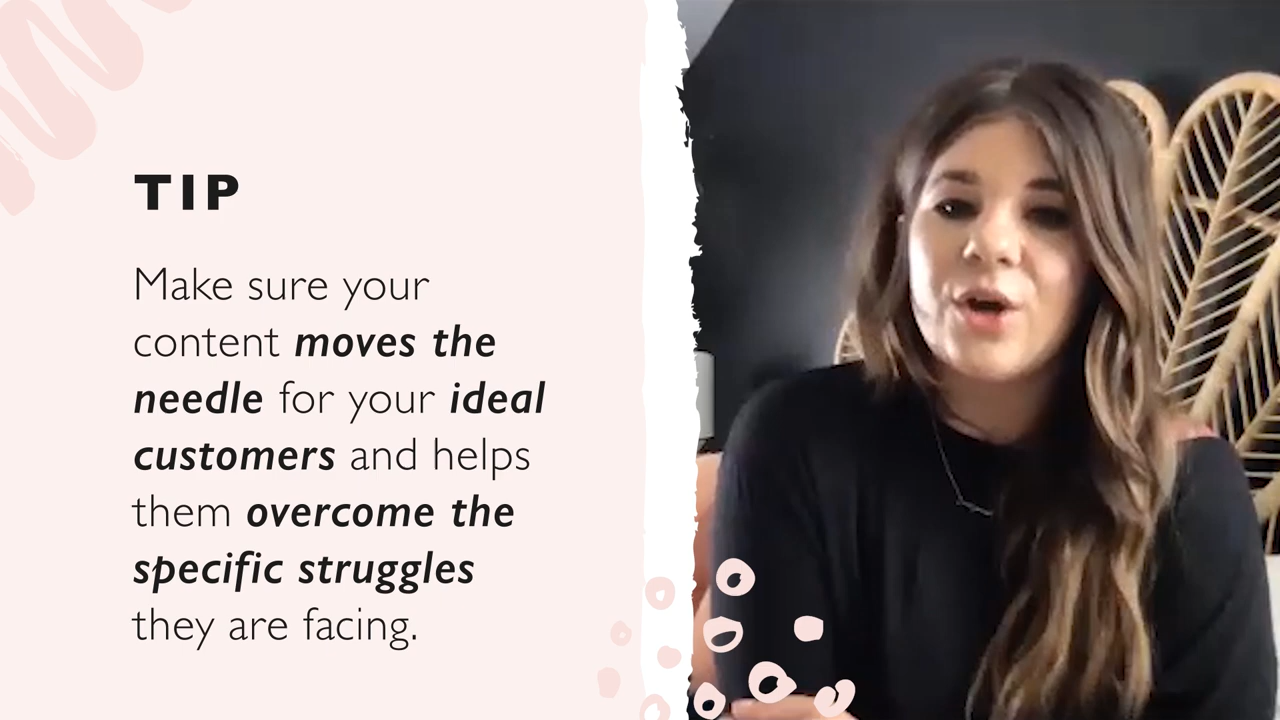 TIP
Make sure your
content moves the
needle for your ideal
customers and helps
them overcome the
specific struggles
they are facing.